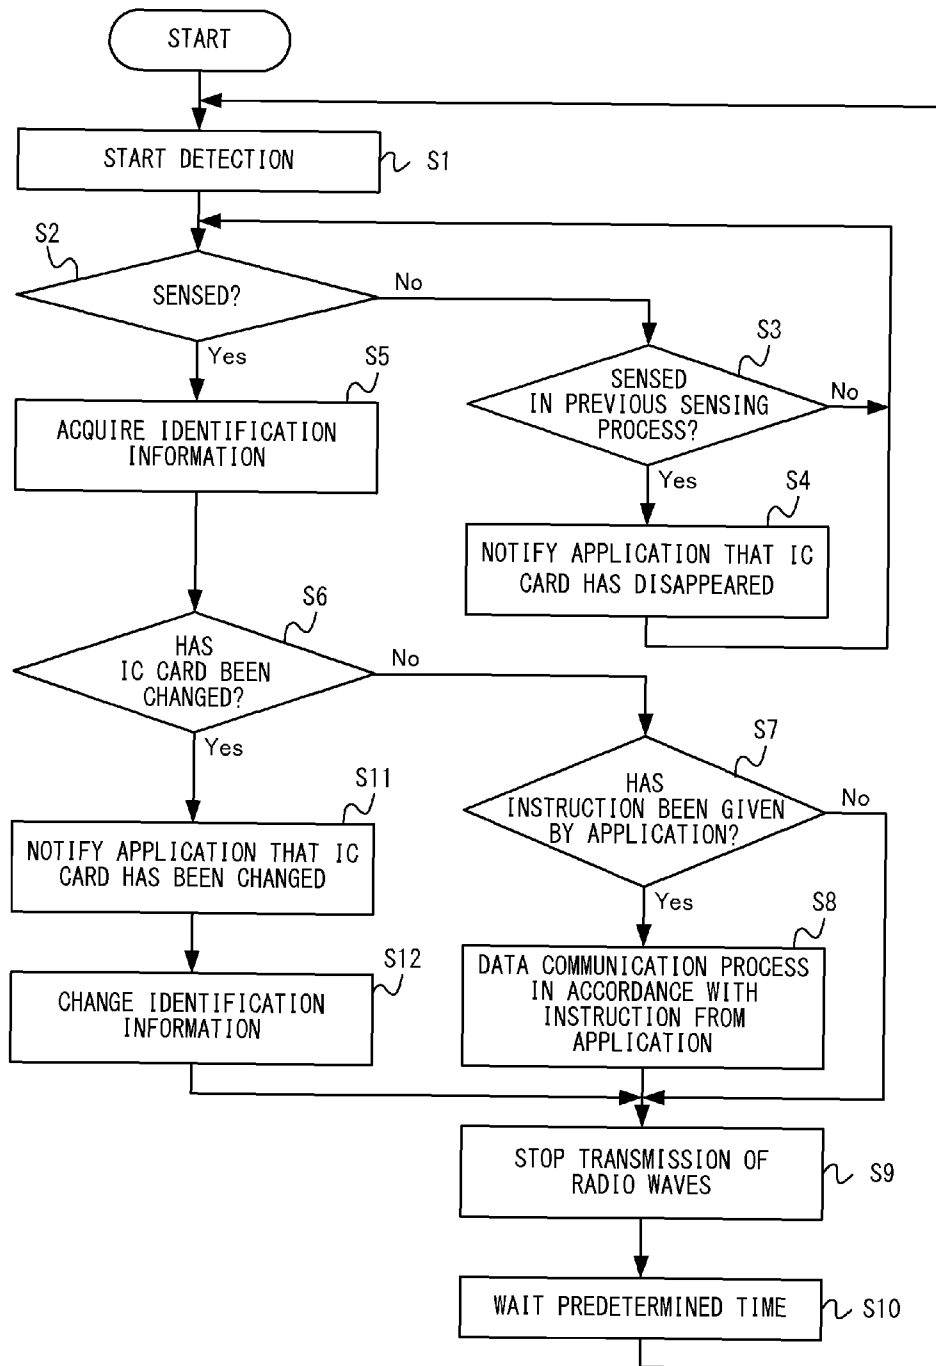 START
START DETECTION
S1
S2
SENSED?
No
Yes
S3
SENSED
IN PREVIOUS SENSING
PROCESS?
No
Yes
S5
ACQUIRE IDENTIFICATION
INFORMATION
S4
NOTIFY APPLICATION THAT IC
CARD HAS DISAPPEARED
S6
HAS
IC CARD BEEN
CHANGED?
No
Yes
S7
HAS
INSTRUCTION BEEN GIVEN
BY APPLICATION?
No
Yes
S11
NOTIFY APPLICATION THAT IC
CARD HAS BEEN CHANGED
S8
DATA COMMUNICATION PROCESS
IN ACCORDANCE WITH
INSTRUCTION FROM
APPLICATION
S12
CHANGE IDENTIFICATION
INFORMATION
STOP TRANSMISSION OF
RADIO WAVES
S9
WAIT PREDETERMINED TIME
S10